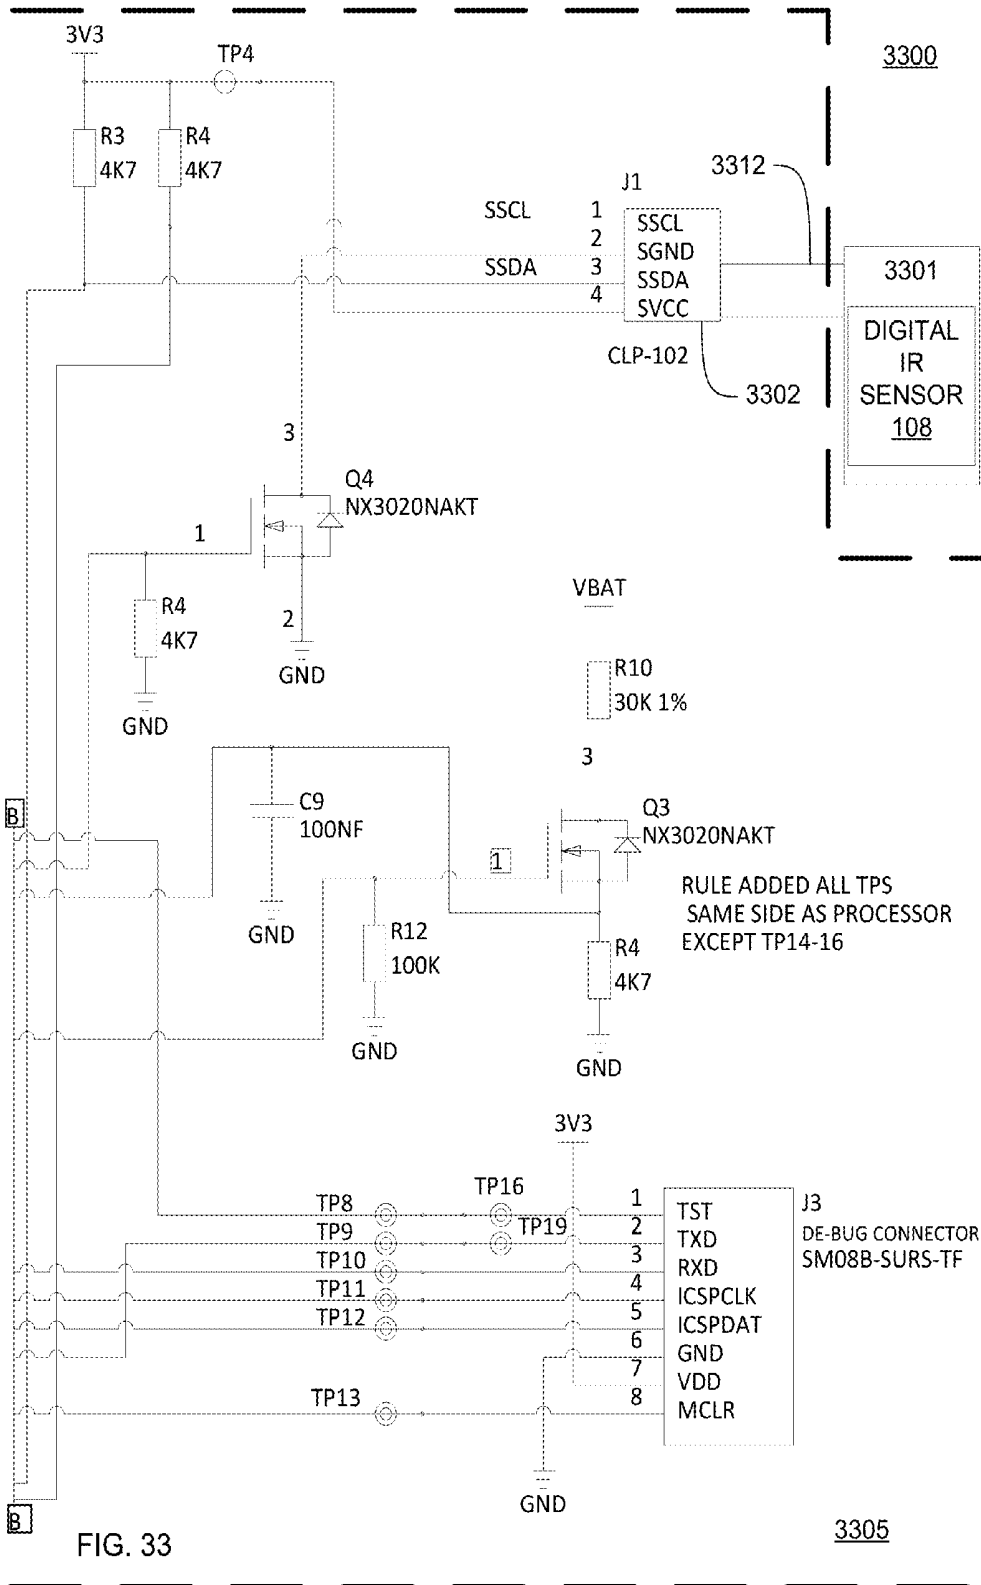 3V3
TP4
3300
R3
4K7
R4
4K7
3312
J1
SSCL
1
SSCL
2
SGND
SSDA
3
SSDA
4
SVCC
3301
DIGITAL
IR
SENSOR
108
CLP-102
3302
3
Q4
NX3020NAKT
1
R4
4K7
2
GND
GND
VBAT
R10
30K 1%
3
B
C9
100NF
Q3
NX3020NAKT
1
RULE ADDED ALL TPS
SAME SIDE AS PROCESSOR
EXCEPT TP14-16
GND
R12
100K
R4
4K7
GND
GND
3V3
TP8
TP16
1
TST
J3
DE-BUG CONNECTOR
SM08B-SURS-TF
TP9
TP19
2
TXD
TP10
3
RXD
TP11
4
ICSPCLK
TP12
5
ICSPDAT
6
GND
7
VDD
TP13
8
MCLR
GND
B
FIG. 33
3305